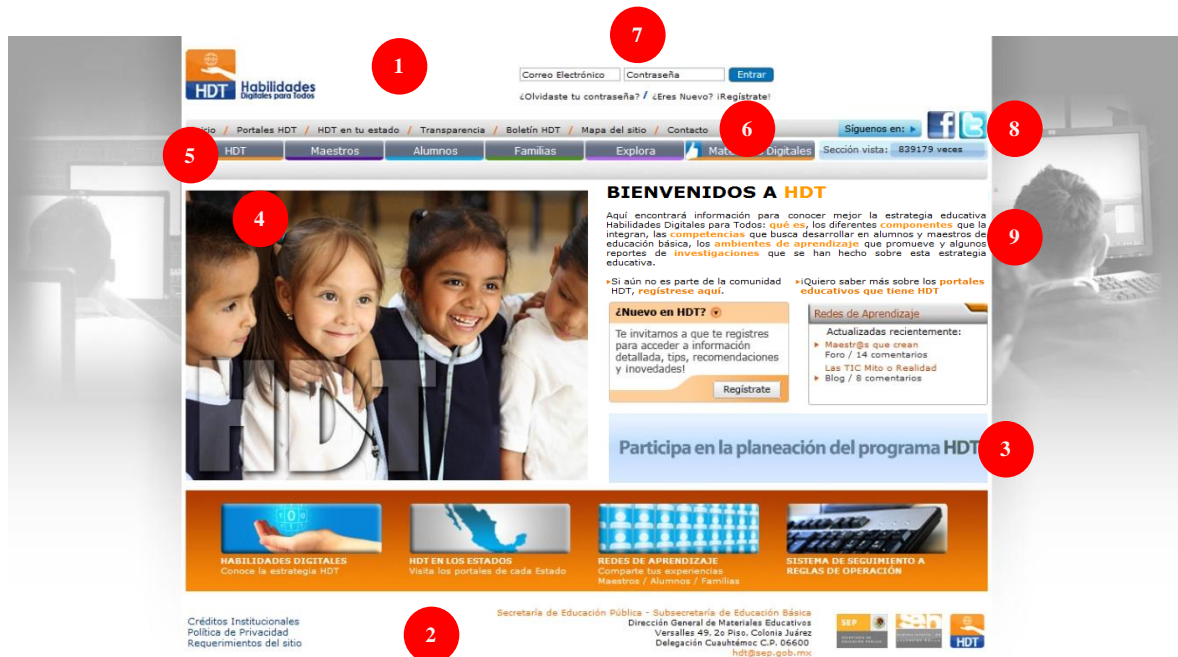 7
1
HDT Habilidades
Digitales para Todos
Correo Electrónico Contraseña Entrar
¿Olvidaste tu contraseña? / ¿Eres Nuevo? ¡Regístrate!
Inicio / Portales HDT / HDT en tu estado / Transparencia / Boletín HDT / Mapa del sitio / Contacto
6
Síguenos en:
8
5
HDT Maestros Alumnos Familias Explora Digitales
Sección vista: 839179 veces
4
HDT
BIENVENIDOS A HDT
Aquí encontrará información para conocer mejor la estrategia educativa
Habilidades Digitales para Todos: qué es, los diferentes componentes que la
integran, las competencias que busca desarrollar en alumnos y maestros de
educación básica, los ambientes de aprendizaje que promueve y algunos
reportes de investigaciones que se han hecho sobre esta estrategia
educativa.
9
Si aún no es parte de la comunidad
HDT, regístrese aquí.
¡Quiero saber más sobre los portales
educativos que tiene HDT
¿Nuevo en HDT?
Te invitamos a que te registres
para acceder a información
detallada, tips, recomendaciones
y ¡novedades!
Regístrate
Redes de Aprendizaje
Actualizadas recientemente:
Maestr@s que crean
Foro / 14 comentarios
Las TIC Mito o Realidad
Blog / 8 comentarios
Participa en la planeación del programa HDT
3
HABILIDADES DIGITALES
Conoce la estrategia HDT
HDT EN LOS ESTADOS
Visita los portales de cada Estado
REDES DE APRENDIZAJE
Comparte tus experiencias
Maestros / Alumnos / Familias
SISTEMA DE SEGUIMIENTO A
REGLAS DE OPERACIÓN
Créditos Institucionales
Política de Privacidad
Requerimientos del sitio
2
Secretaría de Educación Pública - Subsecretaría de Educación Básica
Dirección General de Materiales Educativos
Versalles 49, 2o Piso. Colonia Juárez
Delegación Cuauhtémoc C.P. 06600
hdt@sep.gob.mx
SEP
HDT